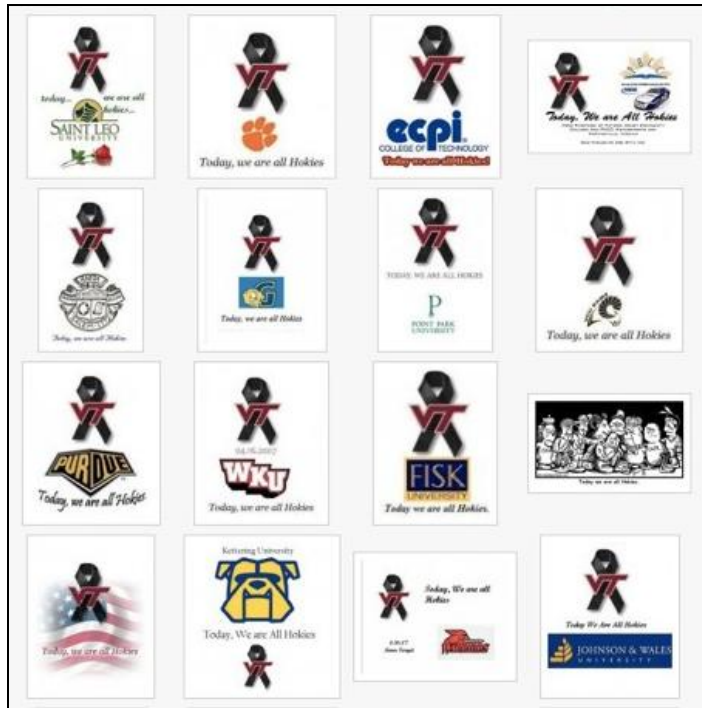 VT
today... we are all
hokies...
SAINT LEO
UNIVERSITY
VT
Today, we are all Hokies
VT
ecpi
COLLEGE OF TECHNOLOGY
Today we are all Hokies!
VT
Today, We are All Hokies
VT
Today, we are all Hokies
VT
G
Today, we are all Hokies
VT
TODAY, WE ARE ALL HOKIES
P
POINT PARK
UNIVERSITY
VT
Today, we are all Hokies
VT
PURDUE
Today, we are all Hokies
VT
04.16.2007
WKU
Today, we are all Hokies
VT
FISK
UNIVERSITY
Today we are all Hokies.
Today we are all Hokies.
VT
Today, we are all Hokies
Kettering University
Today, We are All Hokies
VT
VT
Today, We are all
Hokies
4.16.07
Never Forget
VT
Today We Are All Hokies
JOHNSON & WALES
UNIVERSITY